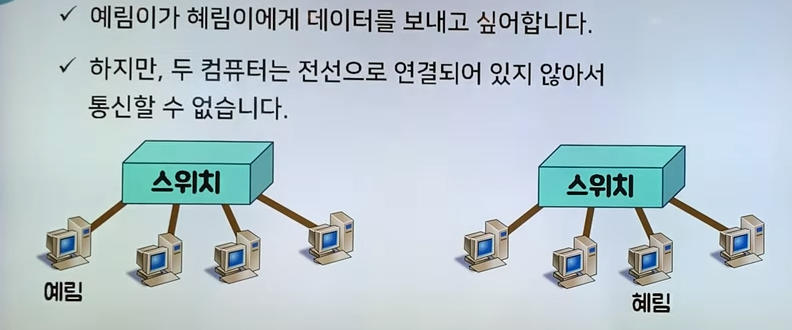 ✓ 예림이가 혜림이에게 데이터를 보내고 싶어합니다.
✓ 하지만, 두 컴퓨터는 전선으로 연결되어 있지 않아서
통신할 수 없습니다.
스위치 스위치
예림 혜림